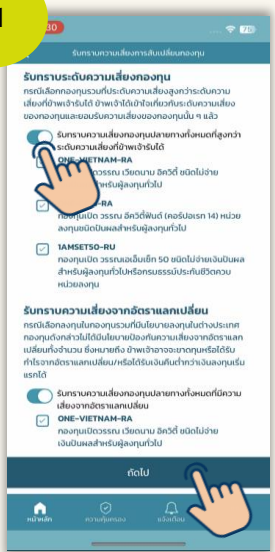 30
75
รับทราบความเสี่ยงการสับเปลี่ยนกองทุน
รับทราบระดับความเสี่ยงกองทุน
กรณีเลือกกองทุนรวมที่ประดับความเสี่ยงสูงกว่าระดับความ
เสี่ยงที่ข้าพเจ้ารับได้ ข้าพเจ้าได้เข้าใจเกี่ยวกับระดับความเสี่ยง
ของกองทุนและยอมรับความเสี่ยงของกองทุนนั้น ๆ แล้ว
รับทราบความเสี่ยงกองทุนปลายทางทั้งหมดที่สูงกว่า
ระดับความเสี่ยงที่ข้าพเจ้ารับได้
ONE-VIETNAM-RA
วรรณ เวียดนาม อิควิตี้ ชนิดไม่จ่าย
หรับผู้ลงทุนทั่วไป
-RA
กองทุนเปิด วรรณ อิควิตี้ฟันด์ (คอร์ปอเรท 14) หน่วย
ลงทุนชนิดปันผลสำหรับผู้ลงทุนทั่วไป
1AMSET50-RU
กองทุนเปิด วรรณเอเอ็มเซ็ท 50 ชนิดไม่จ่ายเงินปันผล
สำหรับผู้ลงทุนทั่วไปหรือกรมธรรม์ประกันชีวิตควบ
หน่วยลงทุน
รับทราบความเสี่ยงจากอัตราแลกเปลี่ยน
กรณีเลือกลงทุนในกองทุนรวมที่มีนโยบายลงทุนในต่างประเทศ
กองทุนดังกล่าวไม่ได้มีนโยบายป้องกันความเสี่ยงจากอัตราแลก
เปลี่ยนทั้งจำนวน ซึ่งหมายถึง ข้าพเจ้าอาจจะขาดทุนหรือได้รับ
กำไรจากอัตราแลกเปลี่ยน/หรือได้รับเงินคืนต่ำกว่าเงินลงทุนเริ่ม
แรกได้
รับทราบความเสี่ยงกองทุนปลายทางทั้งหมดที่มีความ
เสี่ยงจากอัตราแลกเปลี่ยน
ONE-VIETNAM-RA
กองทุนเปิดวรรณ เวียดนาม อิควิตี้ ชนิดไม่จ่าย
เงินปันผลสำหรับผู้ลงทุนทั่วไป
ถัดไป
หน้าหลัก
ความคุ้มครอง
แจ้งเตือน